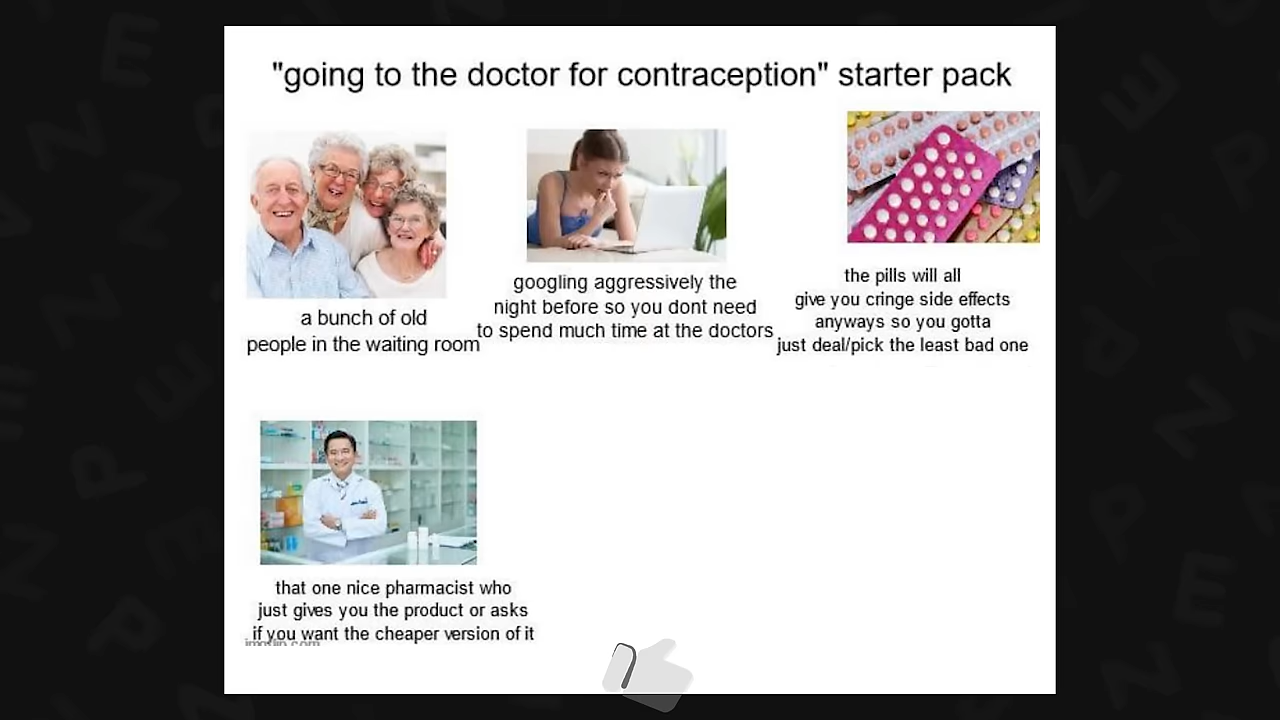 "going to the doctor for contraception" starter pack
a bunch of old
people in the waiting room
googling aggressively the
night before so you dont need
to spend much time at the doctors
the pills will all
give you cringe side effects
anyways so you gotta
just deal/pick the least bad one
that one nice pharmacist who
just gives you the product or asks
if you want the cheaper version of it
imgflip.com